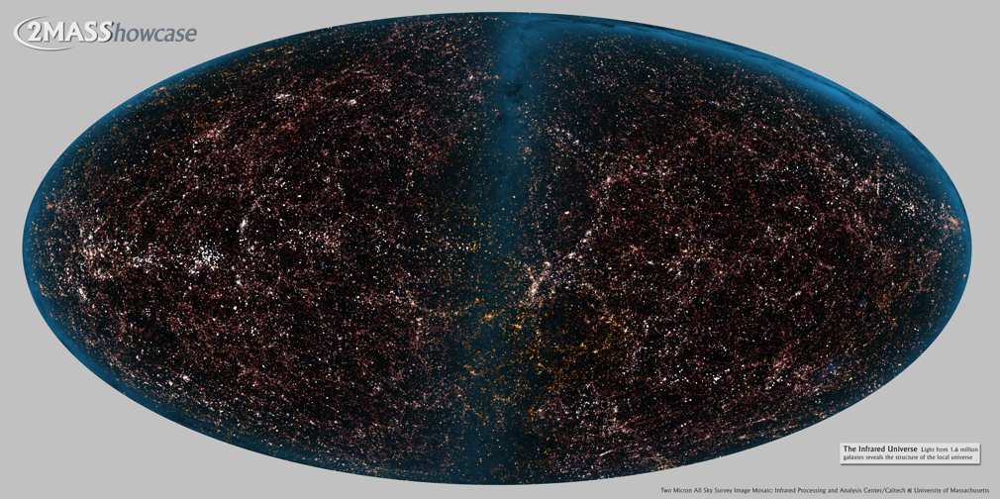 2MASShowcase
The Infrared Universe Light from 1.6 million
galaxies reveals the structure of the local universe
Two Micron All Sky Survey Image Mosaic: Infrared Processing and Analysis Center/Caltech & University of Massachusetts